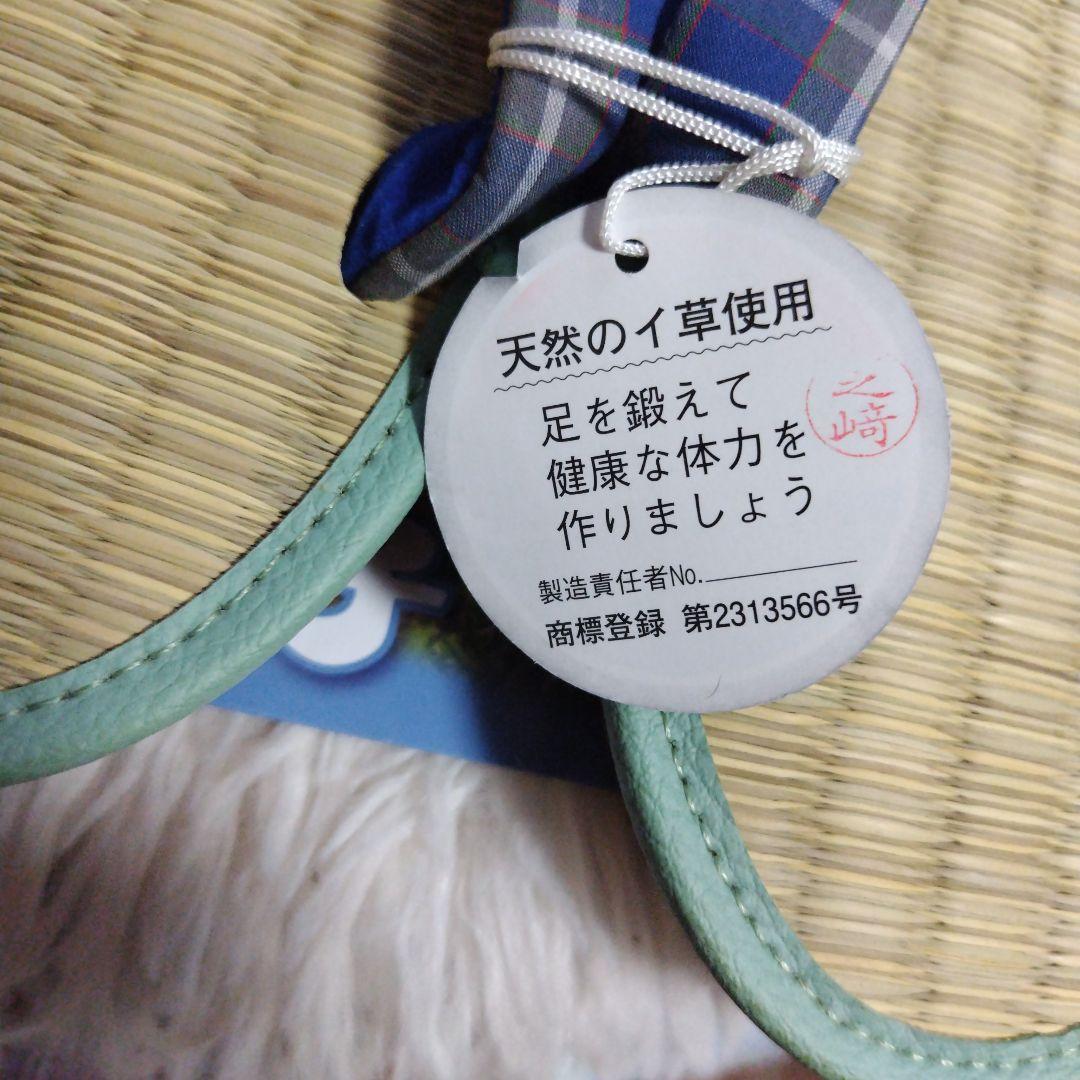 天然のイ草使用
足を鍛えて
健康な体力を
作りましょう
之
崎
製造責任者No.
商標登録 第2313566号